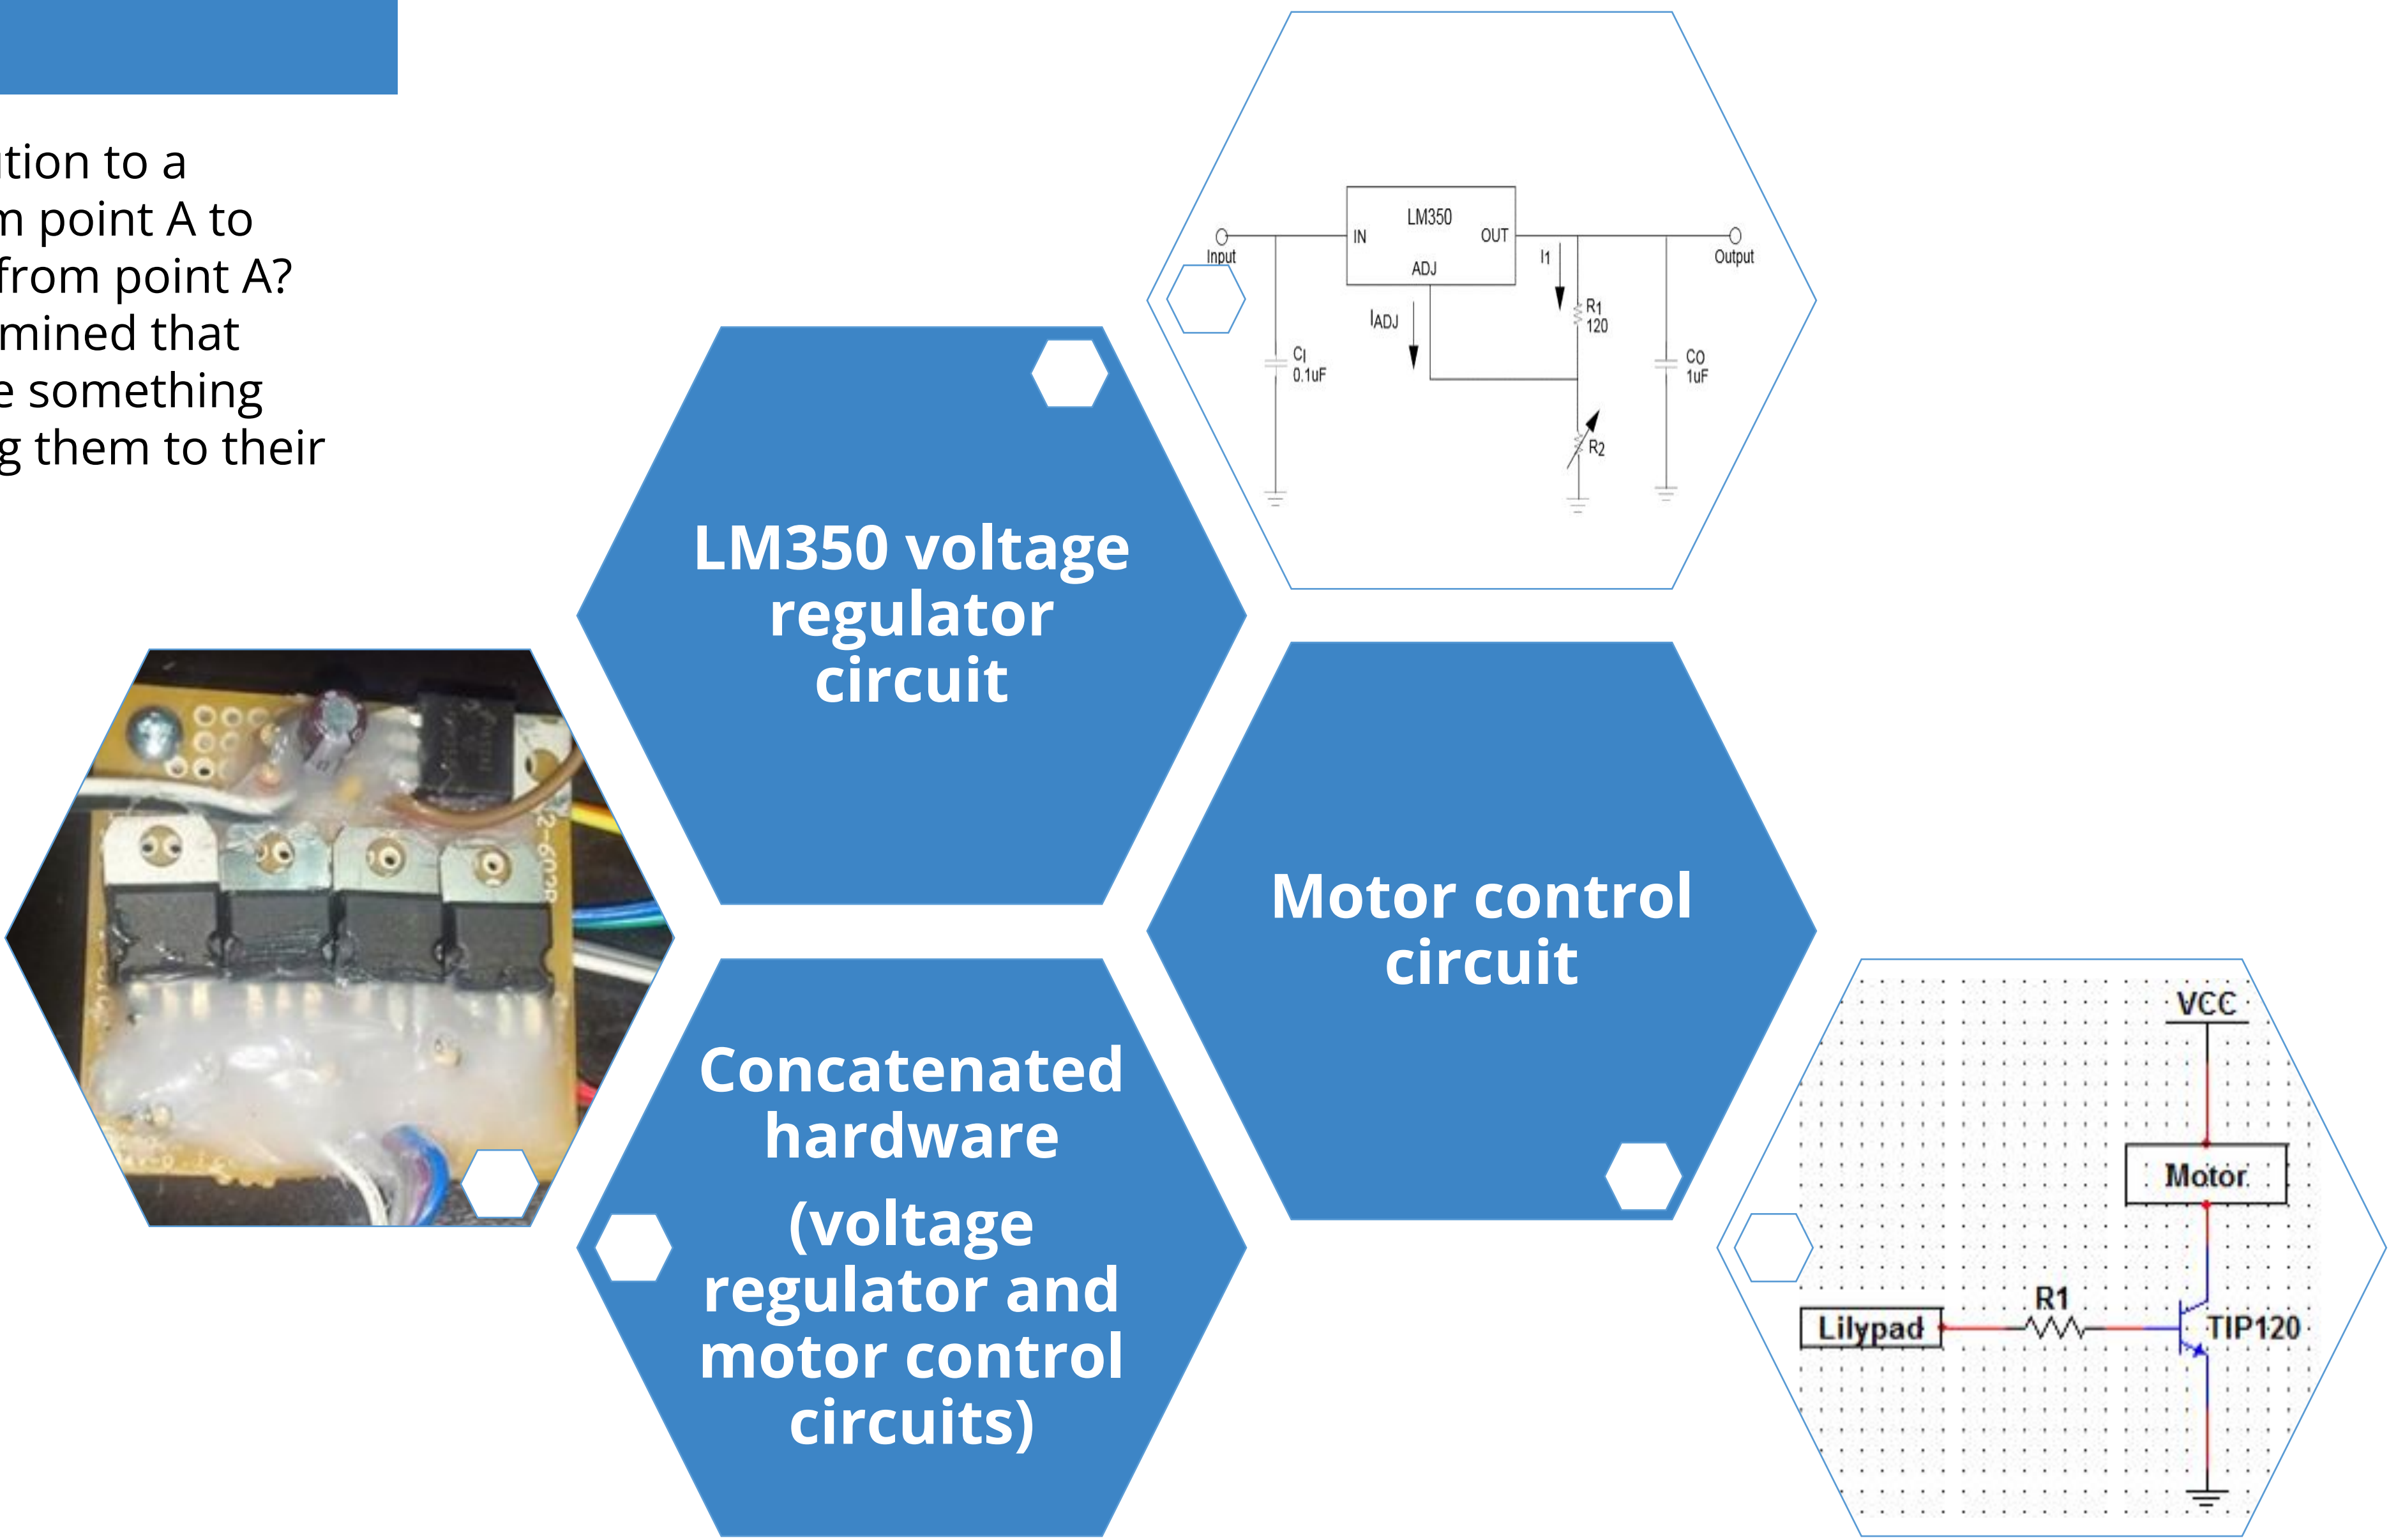 ution to a
m point A to
from point A?
mined that
e something
g them to their
LM350
IN
OUT
ADJ
Input
Output
I1
IADJ
R1
120
CI
0.1uF
CO
1uF
R2
LM350 voltage
regulator
circuit
Motor control
circuit
Concatenated
hardware
(voltage
regulator and
motor control
circuits)
VCC
Motor
R1
Lilypad
TIP120